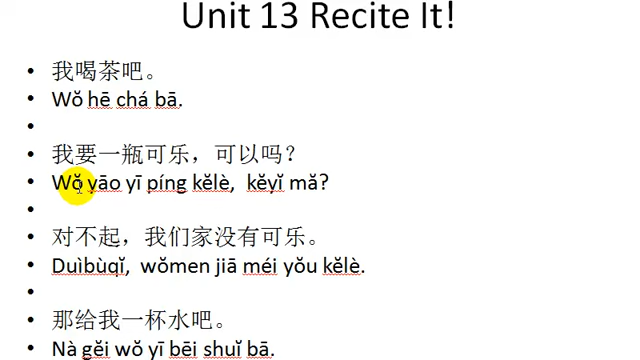 Unit 13 Recite It!
我喝茶吧。
Wǒ hē chá bā.
我要一瓶可乐，可以吗？
Wǒ yāo yī píng kělè, kěyǐ mǎ?
对不起，我们家没有可乐。
Duìbùqǐ, wǒmen jiā méi yǒu kělè.
那给我一杯水吧。
Nà gěi wǒ yī bēi shuǐ bā.